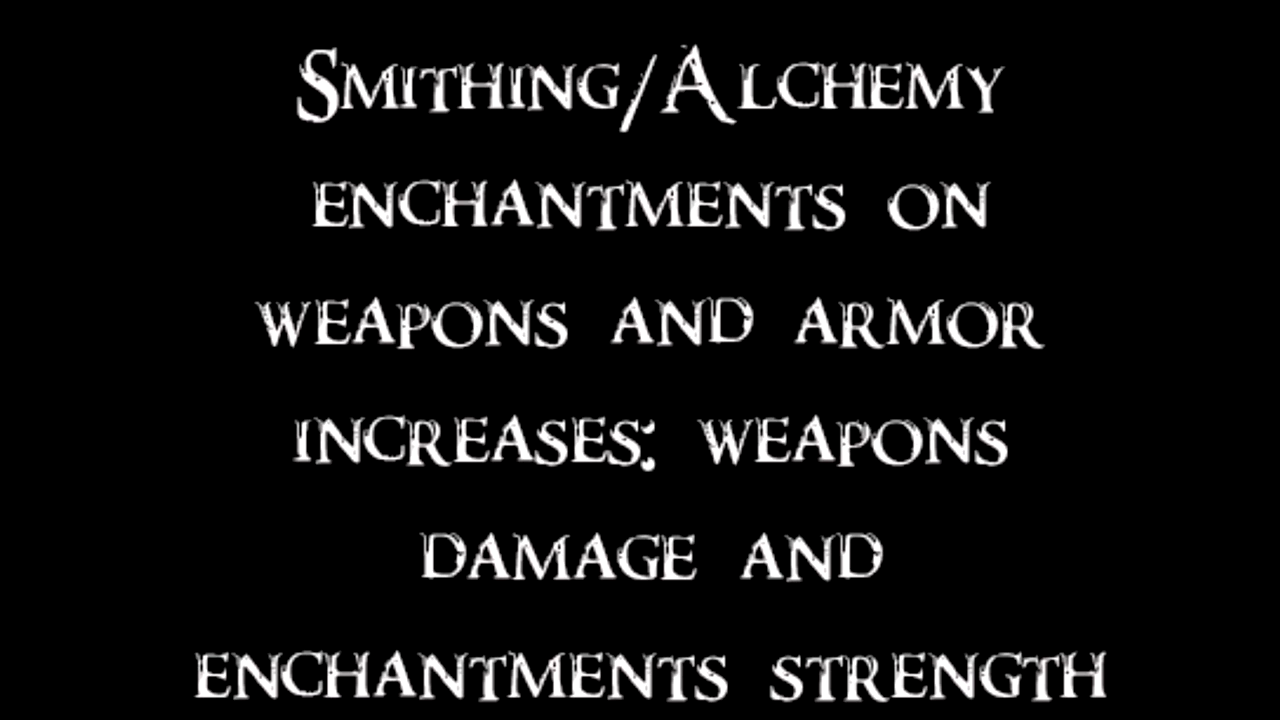 Smithing/Alchemy
enchantments on
weapons and armor
increases: weapons
damage and
enchantments strength